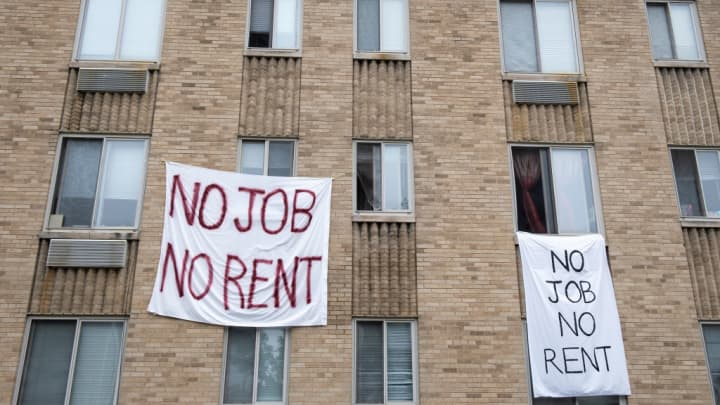 NO JOB
NO RENT
NO
JOB
NO
RENT